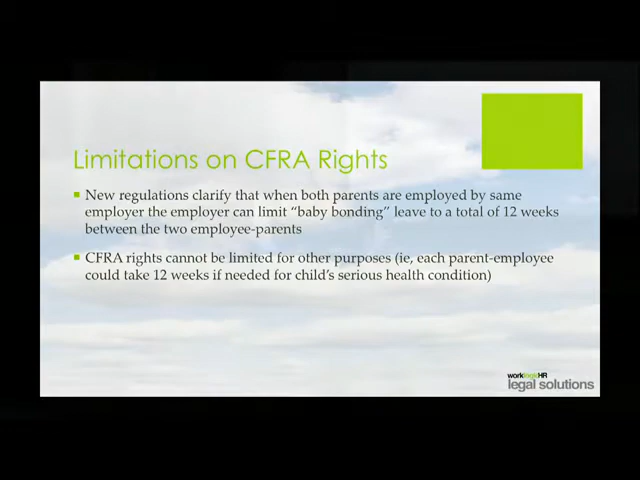 Limitations on CFRA Rights
New regulations clarify that when both parents are employed by same
employer the employer can limit “baby bonding” leave to a total of 12 weeks
between the two employee-parents
CFRA rights cannot be limited for other purposes (ie, each parent-employee
could take 12 weeks if needed for child’s serious health condition)
worklogicHR
legal solutions